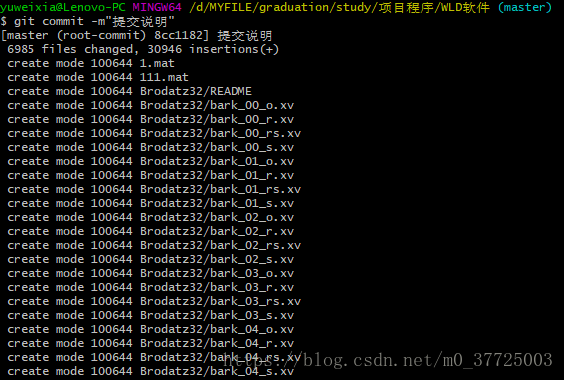 yuweixia@Lenovo-PC MINGW64 /d/MYFILE/graduation/study/项目程序/WLD软件 (master)
$ git commit -m"提交说明"
[master (root-commit) 8cc1182] 提交说明
6985 files changed, 30946 insertions(+)
create mode 100644 1.mat
create mode 100644 111.mat
create mode 100644 Brodatz32/README
create mode 100644 Brodatz32/bark_00_o.xv
create mode 100644 Brodatz32/bark_00_r.xv
create mode 100644 Brodatz32/bark_00_rs.xv
create mode 100644 Brodatz32/bark_00_s.xv
create mode 100644 Brodatz32/bark_01_o.xv
create mode 100644 Brodatz32/bark_01_r.xv
create mode 100644 Brodatz32/bark_01_rs.xv
create mode 100644 Brodatz32/bark_01_s.xv
create mode 100644 Brodatz32/bark_02_o.xv
create mode 100644 Brodatz32/bark_02_r.xv
create mode 100644 Brodatz32/bark_02_rs.xv
create mode 100644 Brodatz32/bark_02_s.xv
create mode 100644 Brodatz32/bark_03_o.xv
create mode 100644 Brodatz32/bark_03_r.xv
create mode 100644 Brodatz32/bark_03_rs.xv
create mode 100644 Brodatz32/bark_03_s.xv
create mode 100644 Brodatz32/bark_04_o.xv
create mode 100644 Brodatz32/bark_04_r.xv
create mode 100644 Brodatz32/bark_04_rs.xv
create mode 100644 Brodatz32/bark_04_s.xv
https://blog.csdn.net/m0_37725003